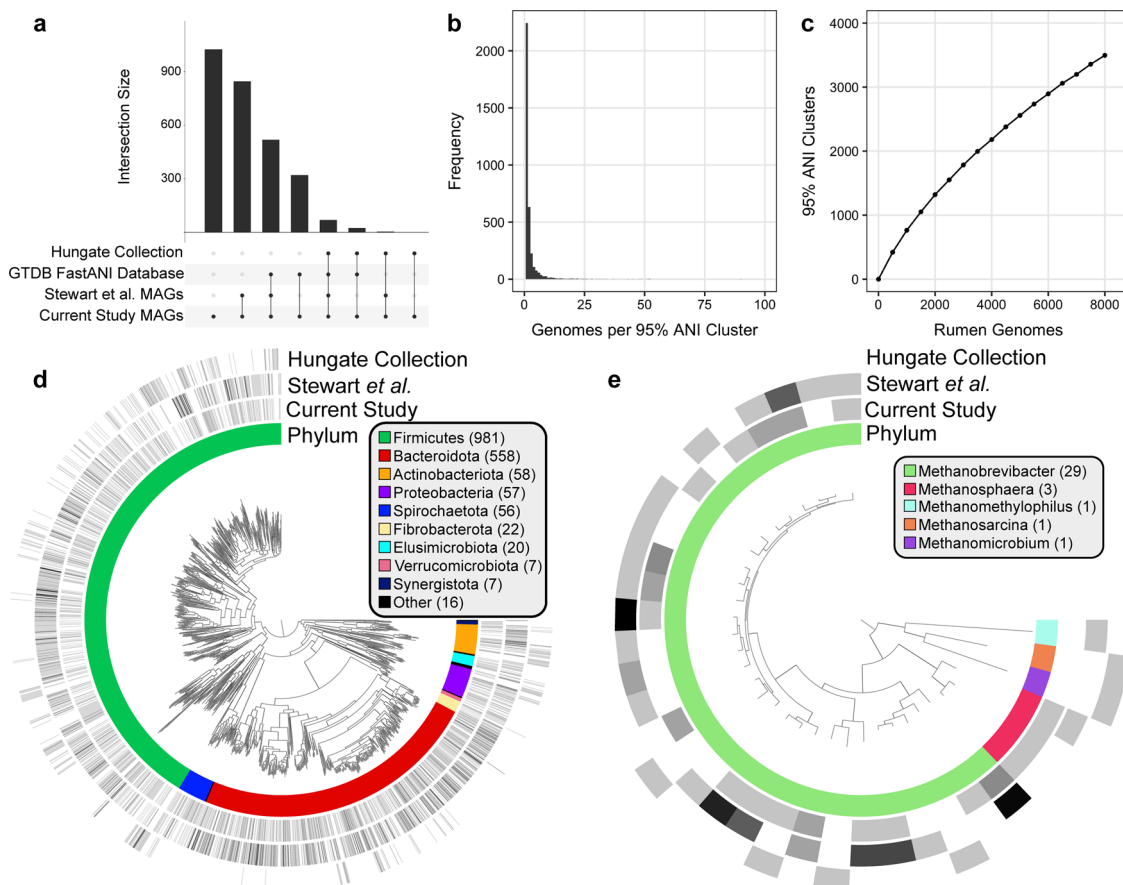 a
Intersection Size
900
600
300
Hungate Collection
GTDB FastANI Database
Stewart et al. MAGs
Current Study MAGs
b
Frequency
2000
1500
1000
500
0
0
25
50
75
100
Genomes per 95% ANI Cluster
c
95% ANI Clusters
4000
3000
2000
1000
0
0
2000
4000
6000
8000
Rumen Genomes
d
Hungate Collection
Stewart et al.
Current Study
Phylum
Firmicutes (981)
Bacteroidota (558)
Actinobacteriota (58)
Proteobacteria (57)
Spirochaetota (56)
Fibrobacterota (22)
Elusimicrobiota (20)
Verrucomicrobiota (7)
Synergistota (7)
Other (16)
e
Hungate Collection
Stewart et al.
Current Study
Phylum
Methanobrevibacter (29)
Methanosphaera (3)
Methanomethylophilus (1)
Methanosarcina (1)
Methanomicrobium (1)